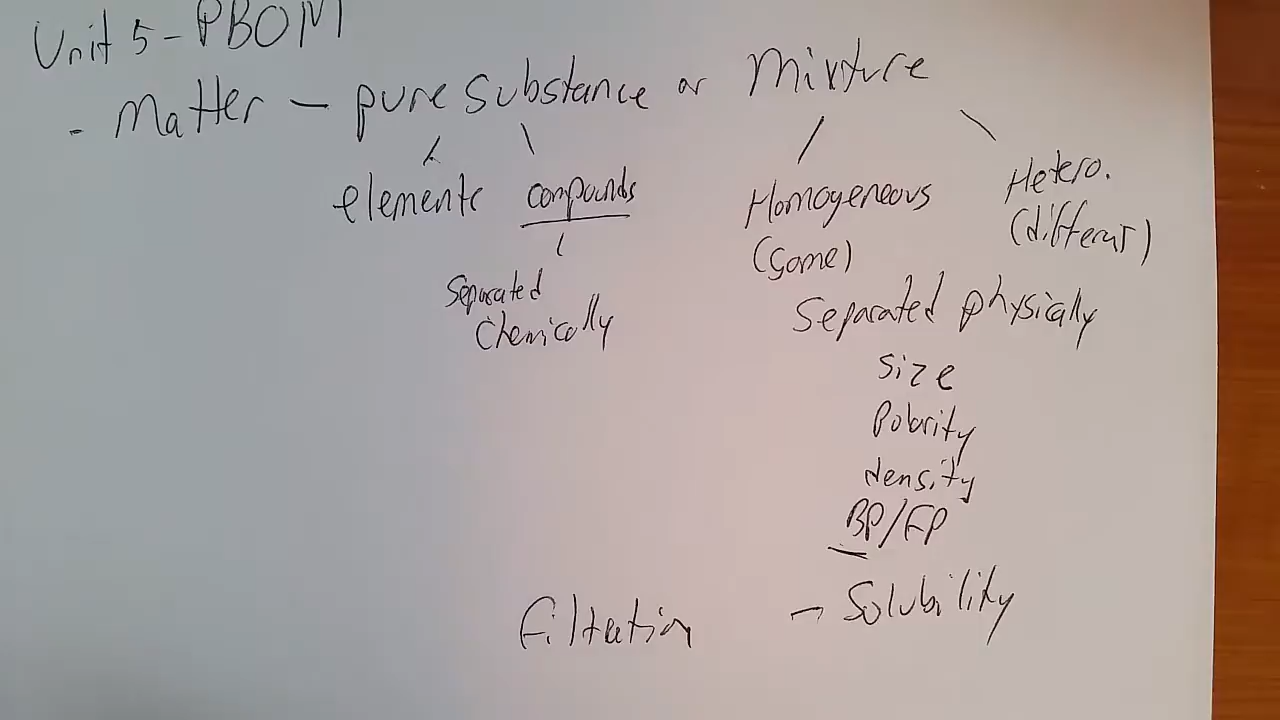 Unit 5 - PBOM
- Matter — pure substance or Mixture
elements compounds Homogeneous Hetero.
(same) (different)
Separated Chemically
Separated physically
Size
Polarity
density
BP/FP
Filtration - Solubility